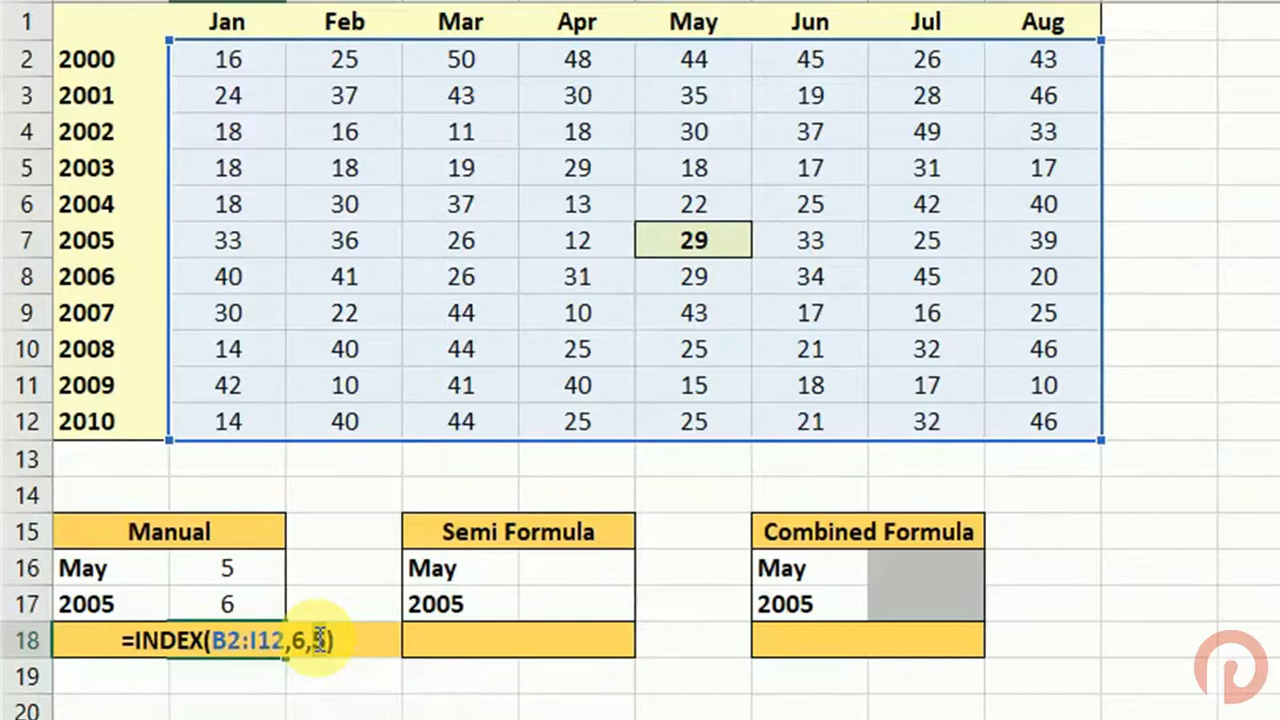 1 Jan Feb Mar Apr May Jun Jul Aug
2 2000 16 25 50 48 44 45 26 43
3 2001 24 37 43 30 35 19 28 46
4 2002 18 16 11 18 30 37 49 33
5 2003 18 18 19 29 18 17 31 17
6 2004 18 30 37 13 22 25 42 40
7 2005 33 36 26 12 29 33 25 39
8 2006 40 41 26 31 29 34 45 20
9 2007 30 22 44 10 43 17 16 25
10 2008 14 40 44 25 25 21 32 46
11 2009 42 10 41 40 15 18 17 10
12 2010 14 40 44 25 25 21 32 46
13
14
15 Manual Semi Formula Combined Formula
16 May 5 May May
17 2005 6 2005 2005
18 =INDEX(B2:I12,6,5)
19
20